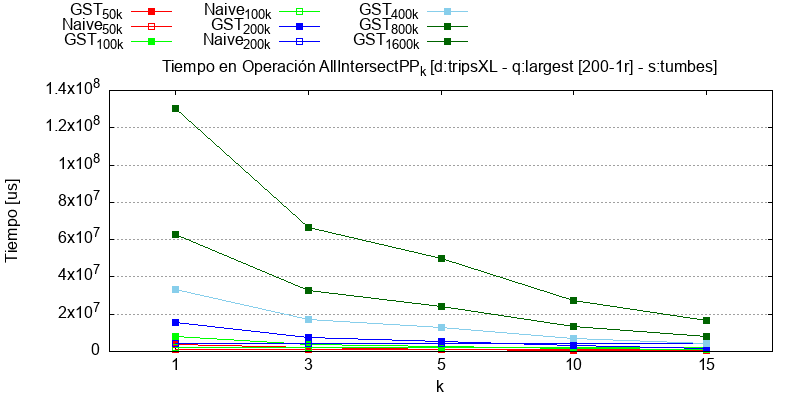 GST50k Naive100k GST400k
Naive50k GST200k GST800k
GST100k Naive200k GST1600k
Tiempo en Operación AllIntersectPPk [d:tripsXL - q:largest [200-1r] - s:tumbes]
1.4x10^8
1.2x10^8
1x10^8
8x10^7
6x10^7
4x10^7
2x10^7
0
Tiempo [us]
1 3 5 10 15
k